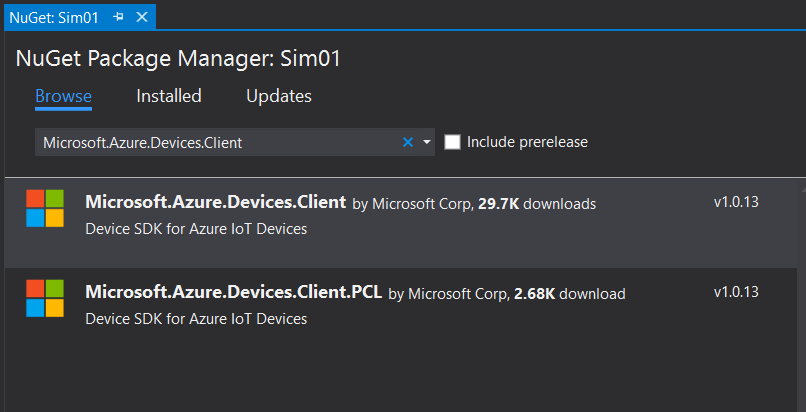 NuGet: Sim01
NuGet Package Manager: Sim01
Browse Installed Updates
Microsoft.Azure.Devices.Client Include prerelease
Microsoft.Azure.Devices.Client by Microsoft Corp, 29.7K downloads v1.0.13
Device SDK for Azure IoT Devices
Microsoft.Azure.Devices.Client.PCL by Microsoft Corp, 2.68K download v1.0.13
Device SDK for Azure IoT Devices